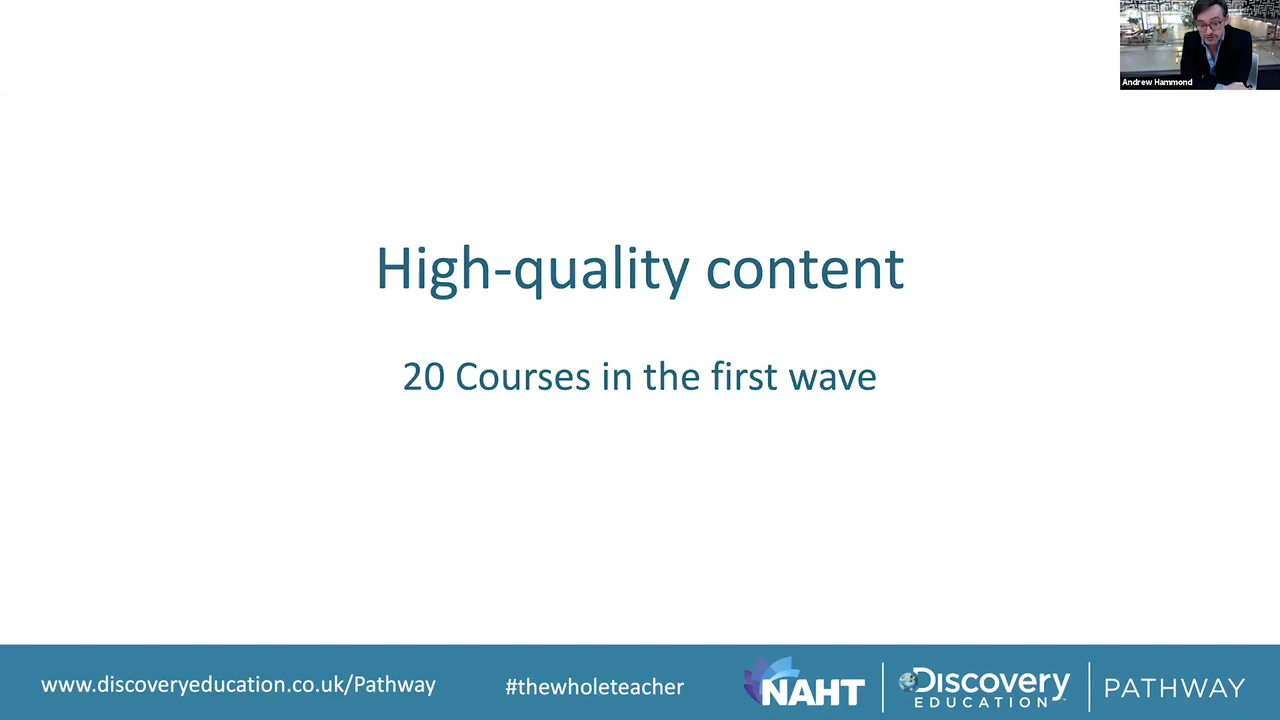 Andrew Hammond
High-quality content
20 Courses in the first wave
www.discoveryeducation.co.uk/Pathway
#thewholeteacher
NAHT
Discovery
EDUCATION
PATHWAY